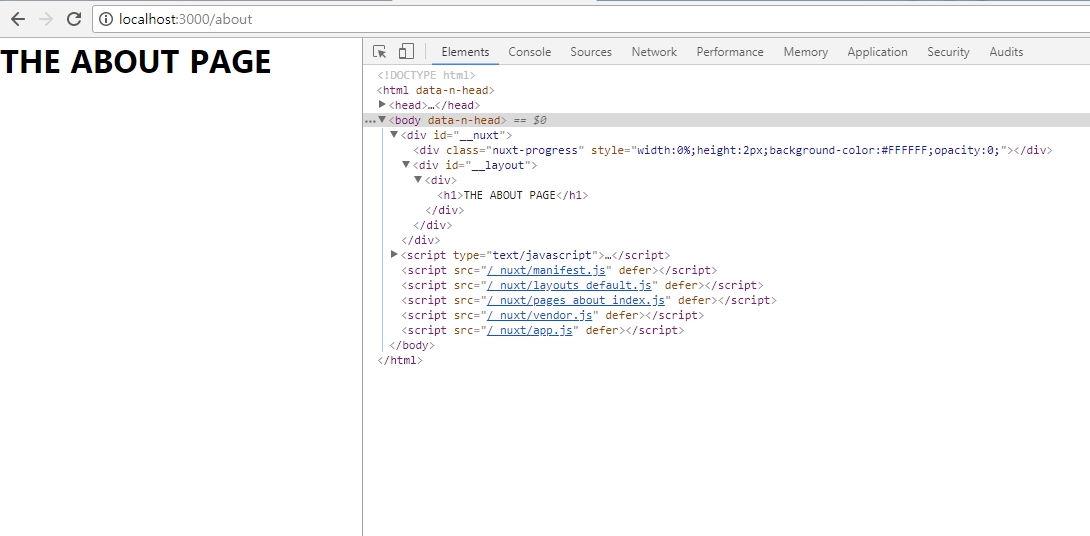 localhost:3000/about
THE ABOUT PAGE
Elements Console Sources Network Performance Memory Application Security Audits
<!DOCTYPE html>
<html data-n-head>
<head>…</head>
…<body data-n-head> == $0
<div id="__nuxt">
<div class="nuxt-progress" style="width:0%;height:2px;background-color:#FFFFFF;opacity:0;"></div>
<div id="__layout">
<div>
<h1>THE ABOUT PAGE</h1>
</div>
</div>
</div>
<script type="text/javascript">…</script>
<script src="/_nuxt/manifest.js" defer></script>
<script src="/_nuxt/layouts_default.js" defer></script>
<script src="/_nuxt/pages_about_index.js" defer></script>
<script src="/_nuxt/vendor.js" defer></script>
<script src="/_nuxt/app.js" defer></script>
</body>
</html>